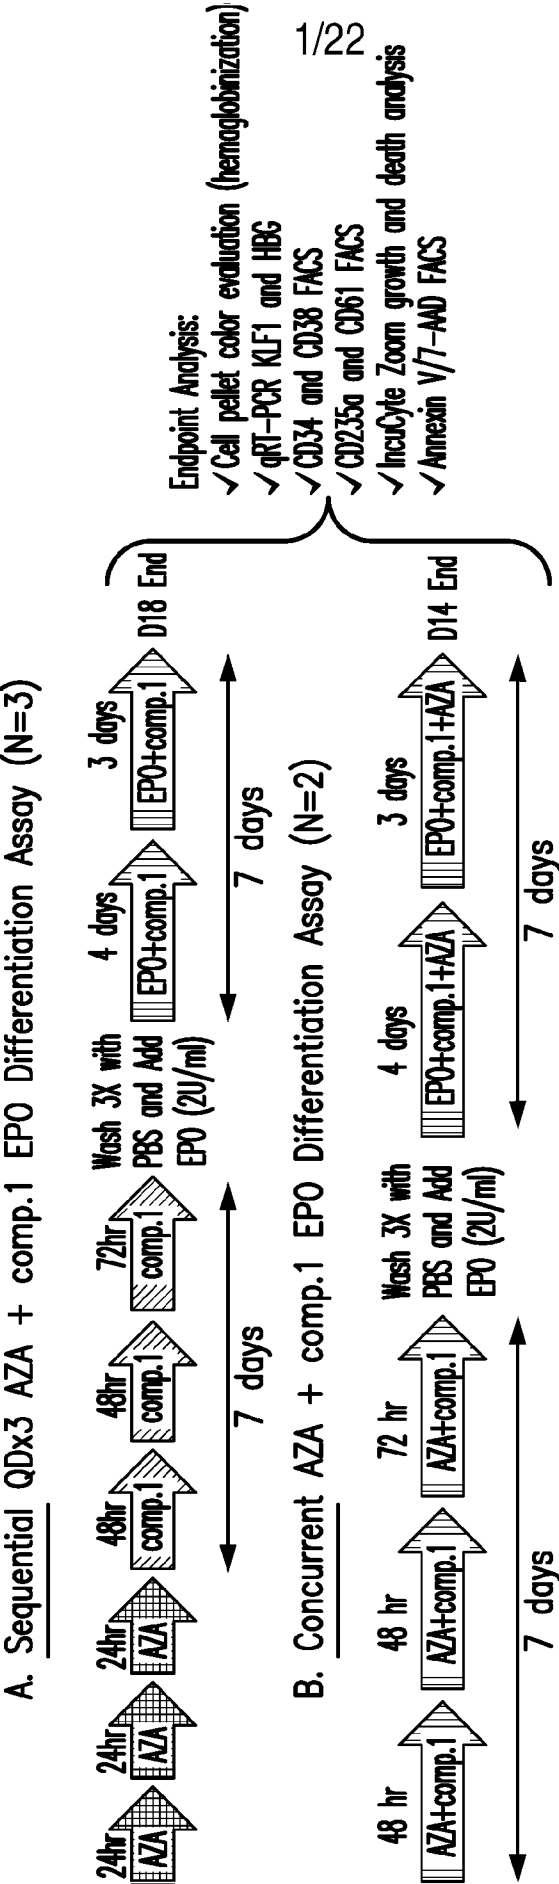 1/22
A. Sequential QDx3 AZA + comp.1 EPO Differentiation Assay (N=3)
24hr
AZA
24hr
AZA
24hr
AZA
48hr
comp.1
48hr
comp.1
72hr
comp.1
7 days
Wash 3X with
PBS and Add
EPO (2U/ml)
4 days
EPO+comp.1
3 days
EPO+comp.1
7 days
D18 End
B. Concurrent AZA + comp.1 EPO Differentiation Assay (N=2)
48 hr
AZA+comp.1
48 hr
AZA+comp.1
72 hr
AZA+comp.1
7 days
Wash 3X with
PBS and Add
EPO (2U/ml)
4 days
EPO+comp.1+AZA
3 days
EPO+comp.1+AZA
7 days
D14 End
Endpoint Analysis:
✓Cell pellet color evaluation (hemaglobinization)
✓qRT-PCR KLF1 and HBG
✓CD34 and CD38 FACS
✓CD235a and CD61 FACS
✓IncuCyte Zoom growth and death analysis
✓Annexin V/7-AAD FACS